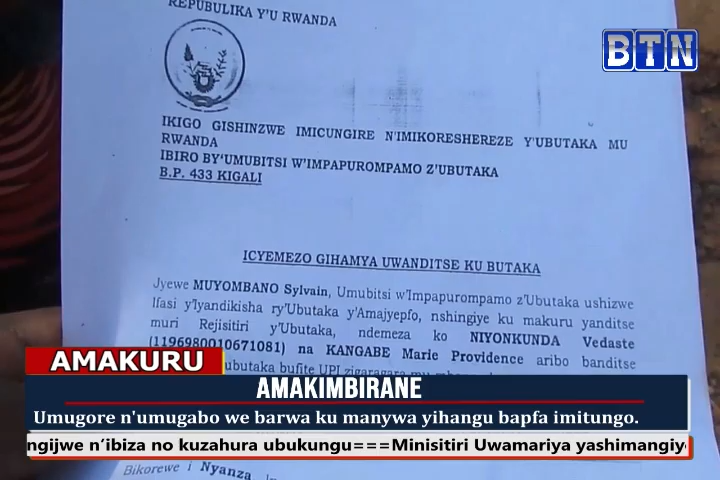 REPUBULIKA Y'U RWANDA
BTN
IKIGO GISHINZWE IMICUNGIRE N'IMIKORESHEREZE Y'UBUTAKA MU
RWANDA
IBIRO BY'UMUBITSI W'IMPAPUROMPAMO Z'UBUTAKA
B.P. 433 KIGALI
ICYEMEZO GIHAMYA UWANDITSE KU BUTAKA
Jyewe MUYOMBANO Sylvain, Umubitsi w'Impapurompamo z'Ubutaka ushizwe
Ifasi y'Iyandikisha ry'Ubutaka y'Amajyepfo, nshingiye ku makuru yanditse
muri Rejisitiri y'Ubutaka, ndemeza ko NIYONKUNDA Vedaste
(1196980010671081) na KANGABE Marie Providence aribo banditse
ubutaka bufite UPI zigaragara mu
AMAKURU
AMAKIMBIRANE
Umugore n'umugabo we barwa ku manywa yihangu bapfa imitungo.
ngijwe n'ibiza no kuzahura ubukungu===Minisitiri Uwamariya yashimangiy
Bikorewe i Nyanza